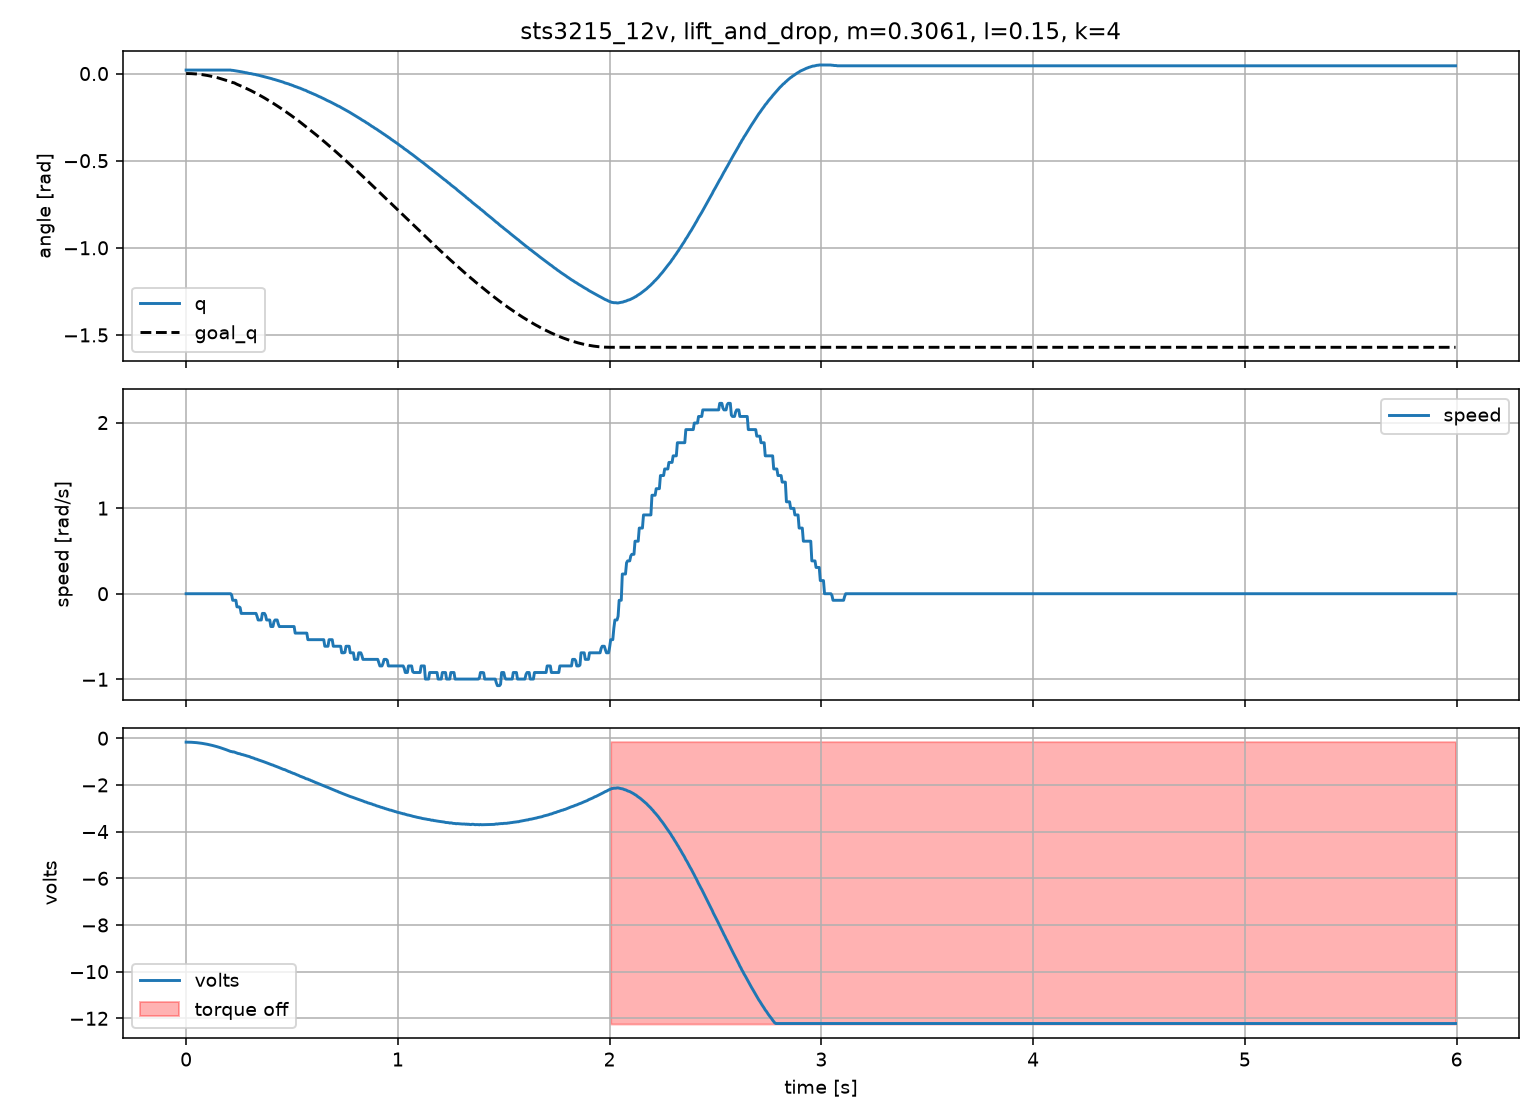 sts3215_12v, lift_and_drop, m=0.3061, l=0.15, k=4
0.0
−0.5
−1.0
−1.5
angle [rad]
q
goal_q
2
1
0
−1
speed [rad/s]
speed
0
−2
−4
−6
−8
−10
−12
volts
volts
torque off
0 1 2 3 4 5 6
time [s]